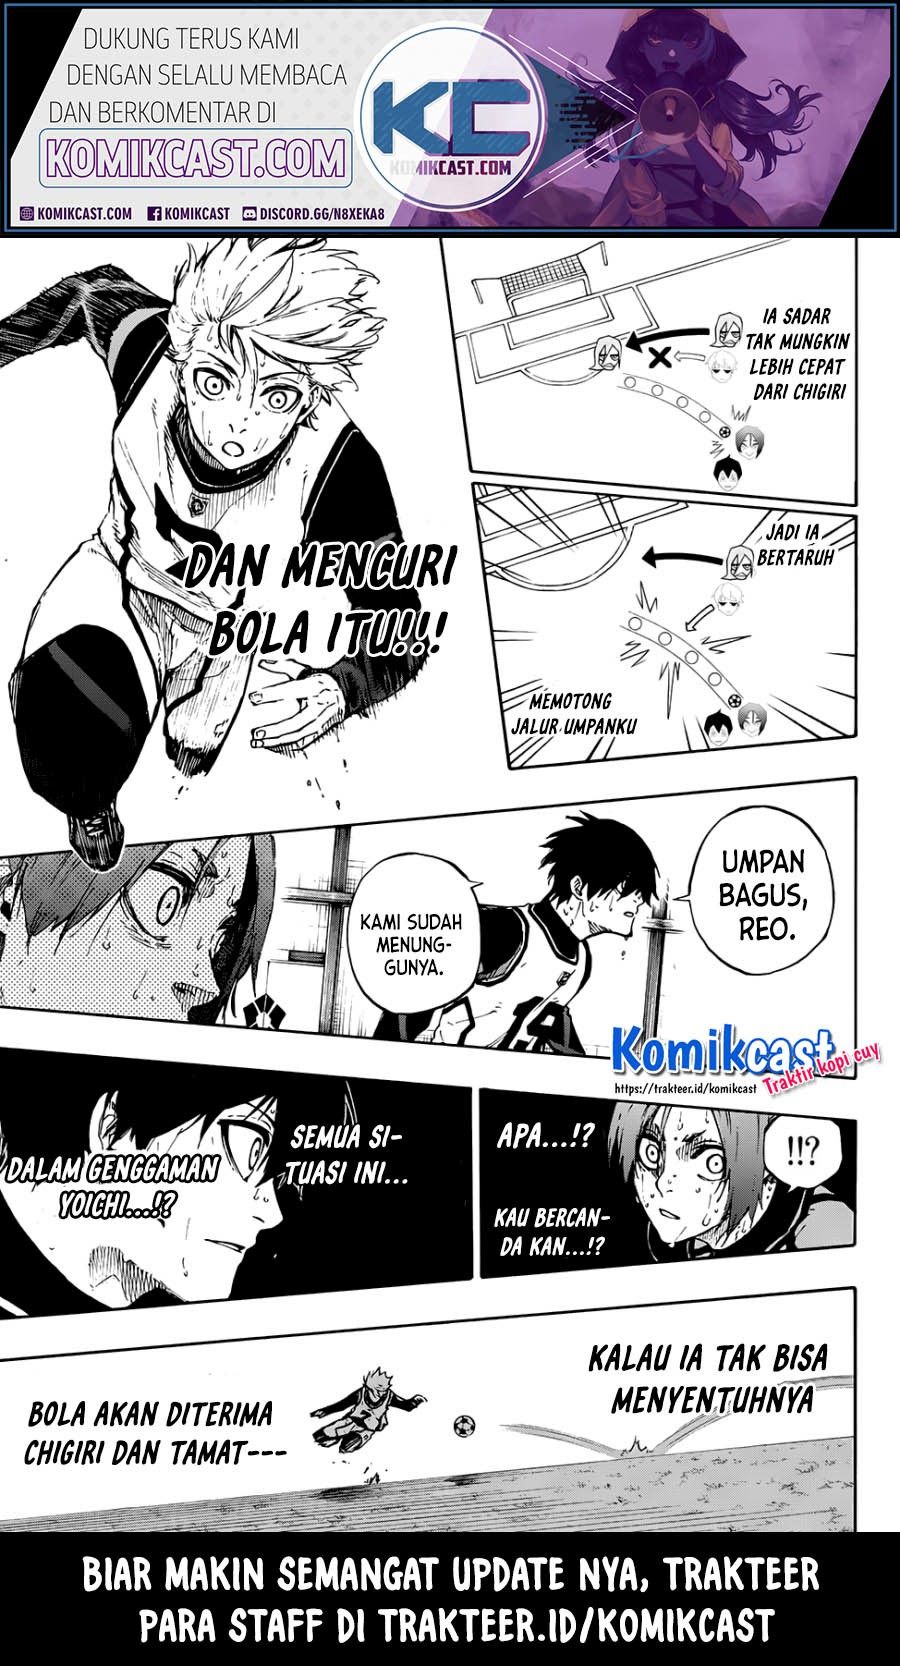 DUKUNG TERUS KAMI
DENGAN SELALU MEMBACA
DAN BERKOMENTAR DI
KOMIKCAST.COM
KOMIKCAST.COM
KOMIKCAST
DISCORD.GG/N8XEKA8
KC
KOMIKCAST.COM
IA SADAR
TAK MUNGKIN
LEBIH CEPAT
DARI CHIGIRI
JADI IA
BERTARUH
MEMOTONG
JALUR UMPANKU
DAN MENCURI
BOLA ITU!!!
UMPAN
BAGUS,
REO.
KAMI SUDAH
MENUNG-
GUNYA.
19
Komikcast
https://trakteer.id/komikcast
Traktir kopi cuy
!!?
APA...!?
KAU BERCAN-
DA KAN...!?
SEMUA SI-
TUASI INI...
DALAM GENGGAMAN
YOICHI...!?
KALAU IA TAK BISA
MENYENTUHNYA
BOLA AKAN DITERIMA
CHIGIRI DAN TAMAT---
BIAR MAKIN SEMANGAT UPDATE NYA, TRAKTEER
PARA STAFF DI TRAKTEER.ID/KOMIKCAST